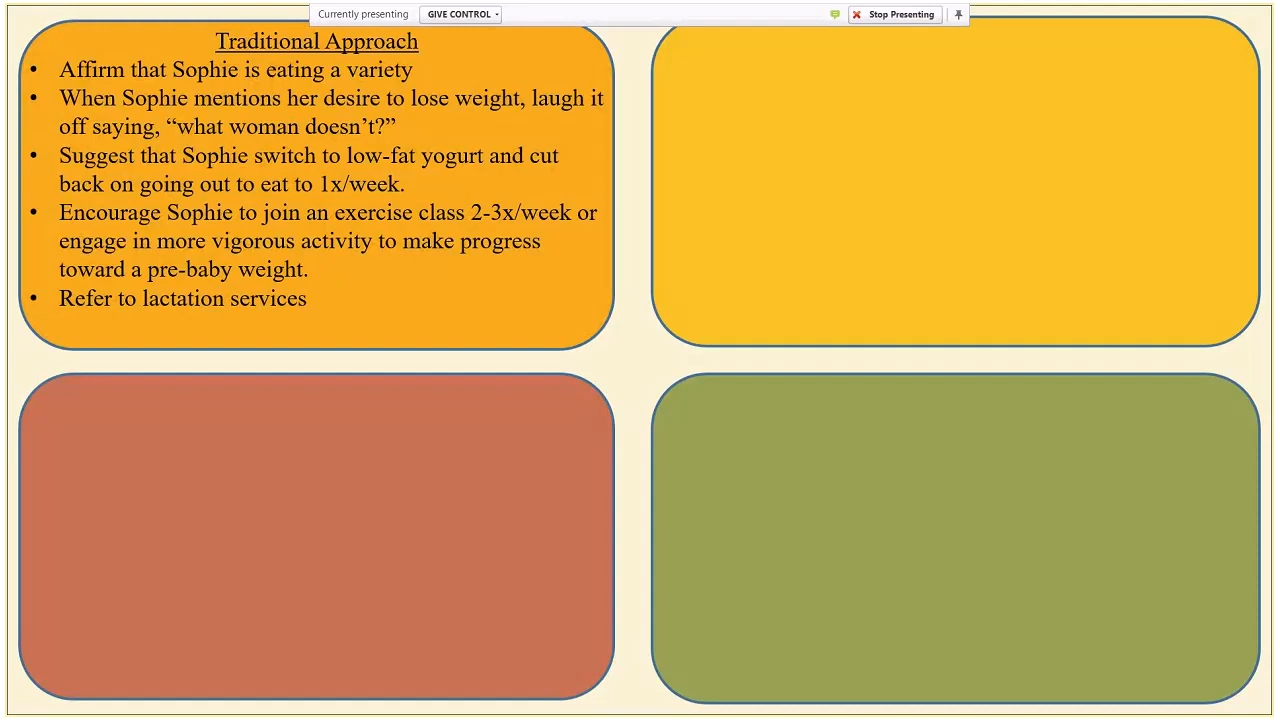 Currently presenting GIVE CONTROL Stop Presenting
Traditional Approach
• Affirm that Sophie is eating a variety
• When Sophie mentions her desire to lose weight, laugh it
off saying, “what woman doesn’t?”
• Suggest that Sophie switch to low-fat yogurt and cut
back on going out to eat to 1x/week.
• Encourage Sophie to join an exercise class 2-3x/week or
engage in more vigorous activity to make progress
toward a pre-baby weight.
• Refer to lactation services